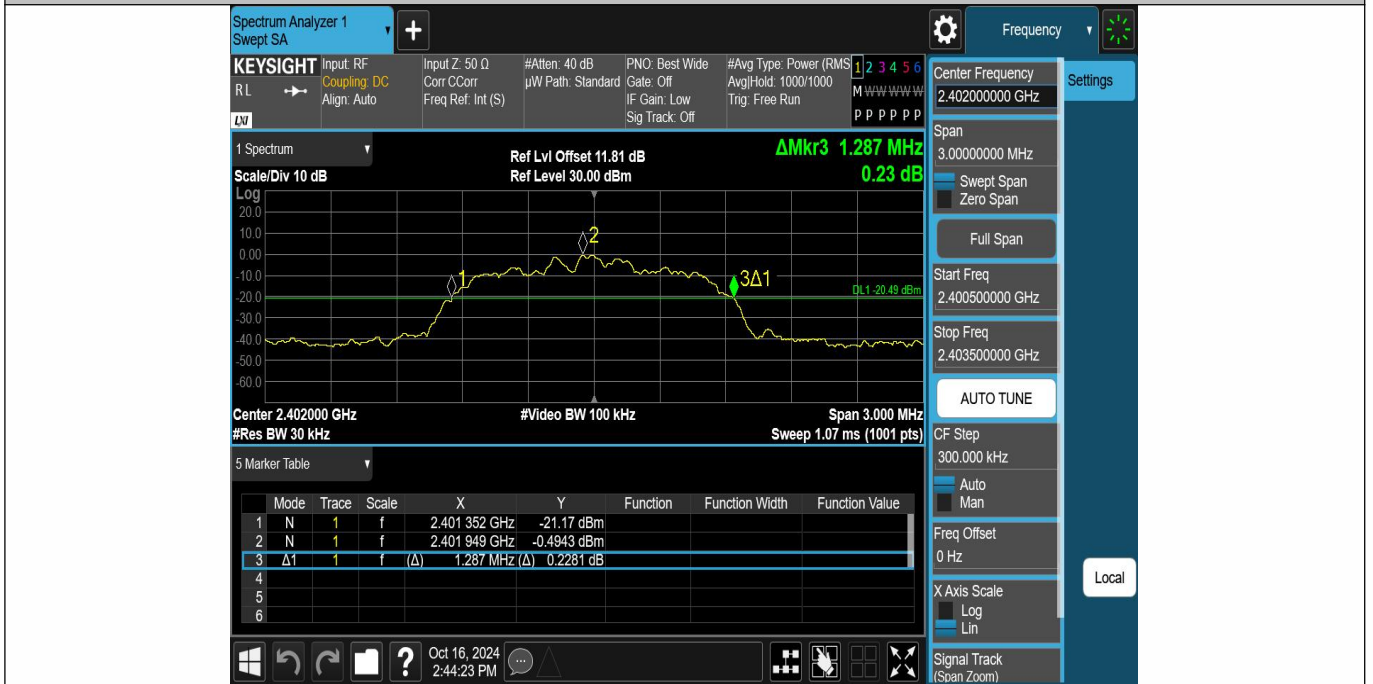 Spectrum Analyzer 1
Swept SA
+
Frequency
KEYSIGHT
RL
LXI
Input: RF
Coupling: DC
Align: Auto
Input Z: 50 Ω
Corr CCorr
Freq Ref: Int (S)
#Atten: 40 dB
µW Path: Standard
PNO: Best Wide
Gate: Off
IF Gain: Low
Sig Track: Off
#Avg Type: Power (RMS
Avg|Hold: 1000/1000
Trig: Free Run
1 2 3 4 5 6
M W W W W W
P P P P P P
1 Spectrum
Scale/Div 10 dB
Ref Lvl Offset 11.81 dB
Ref Level 30.00 dBm
ΔMkr3 1.287 MHz
0.23 dB
Log
20.0
10.0
0.00
-10.0
-20.0
-30.0
-40.0
-50.0
-60.0
1
2
3Δ1
DL1 -20.49 dBm
Center 2.402000 GHz
#Res BW 30 kHz
#Video BW 100 kHz
Span 3.000 MHz
Sweep 1.07 ms (1001 pts)
5 Marker Table
Mode Trace Scale X Y Function Function Width Function Value
1 N 1 f 2.401 352 GHz -21.17 dBm
2 N 1 f 2.401 949 GHz -0.4943 dBm
3 Δ1 1 f (Δ) 1.287 MHz (Δ) 0.2281 dB
4
5
6
?
Oct 16, 2024
2:44:23 PM
Center Frequency
2.402000000 GHz
Span
3.00000000 MHz
Swept Span
Zero Span
Full Span
Start Freq
2.400500000 GHz
Stop Freq
2.403500000 GHz
AUTO TUNE
CF Step
300.000 kHz
Auto
Man
Freq Offset
0 Hz
X Axis Scale
Log
Lin
Signal Track
(Span Zoom)
Settings
Local